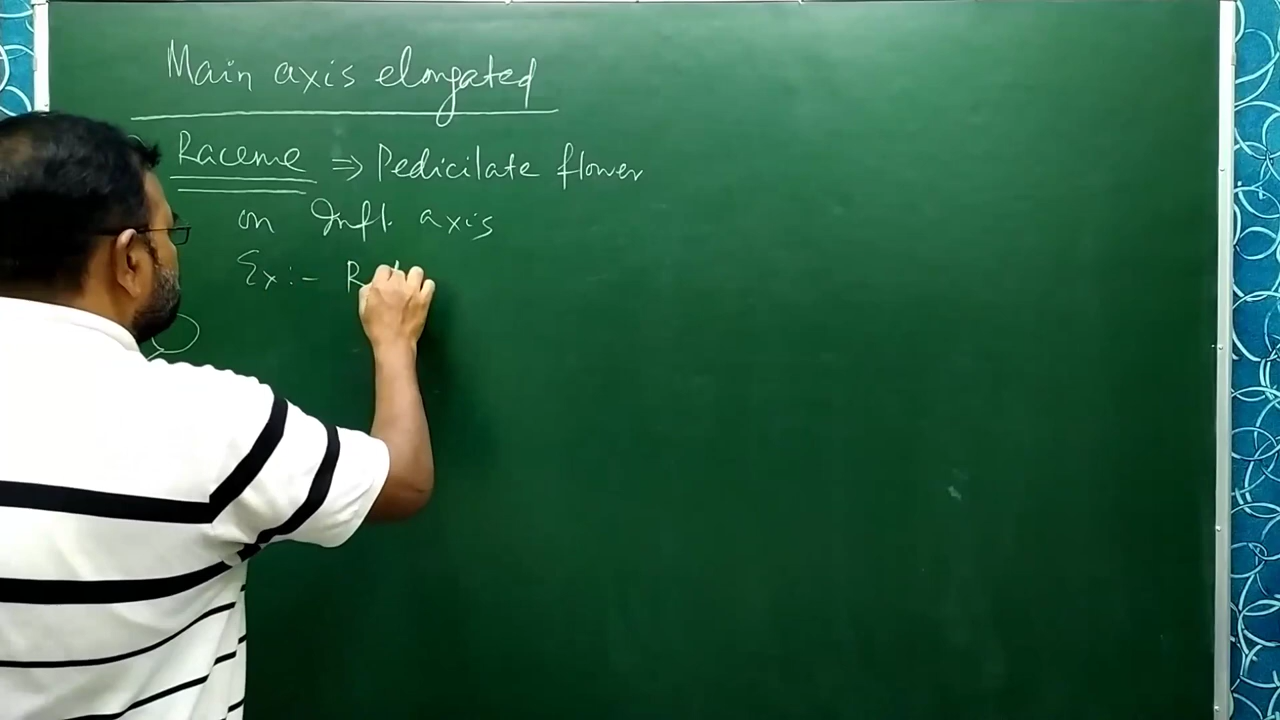 Main axis elongated
Raceme ⇒ Pedicilate flower
on Infl. axis
Ex:-